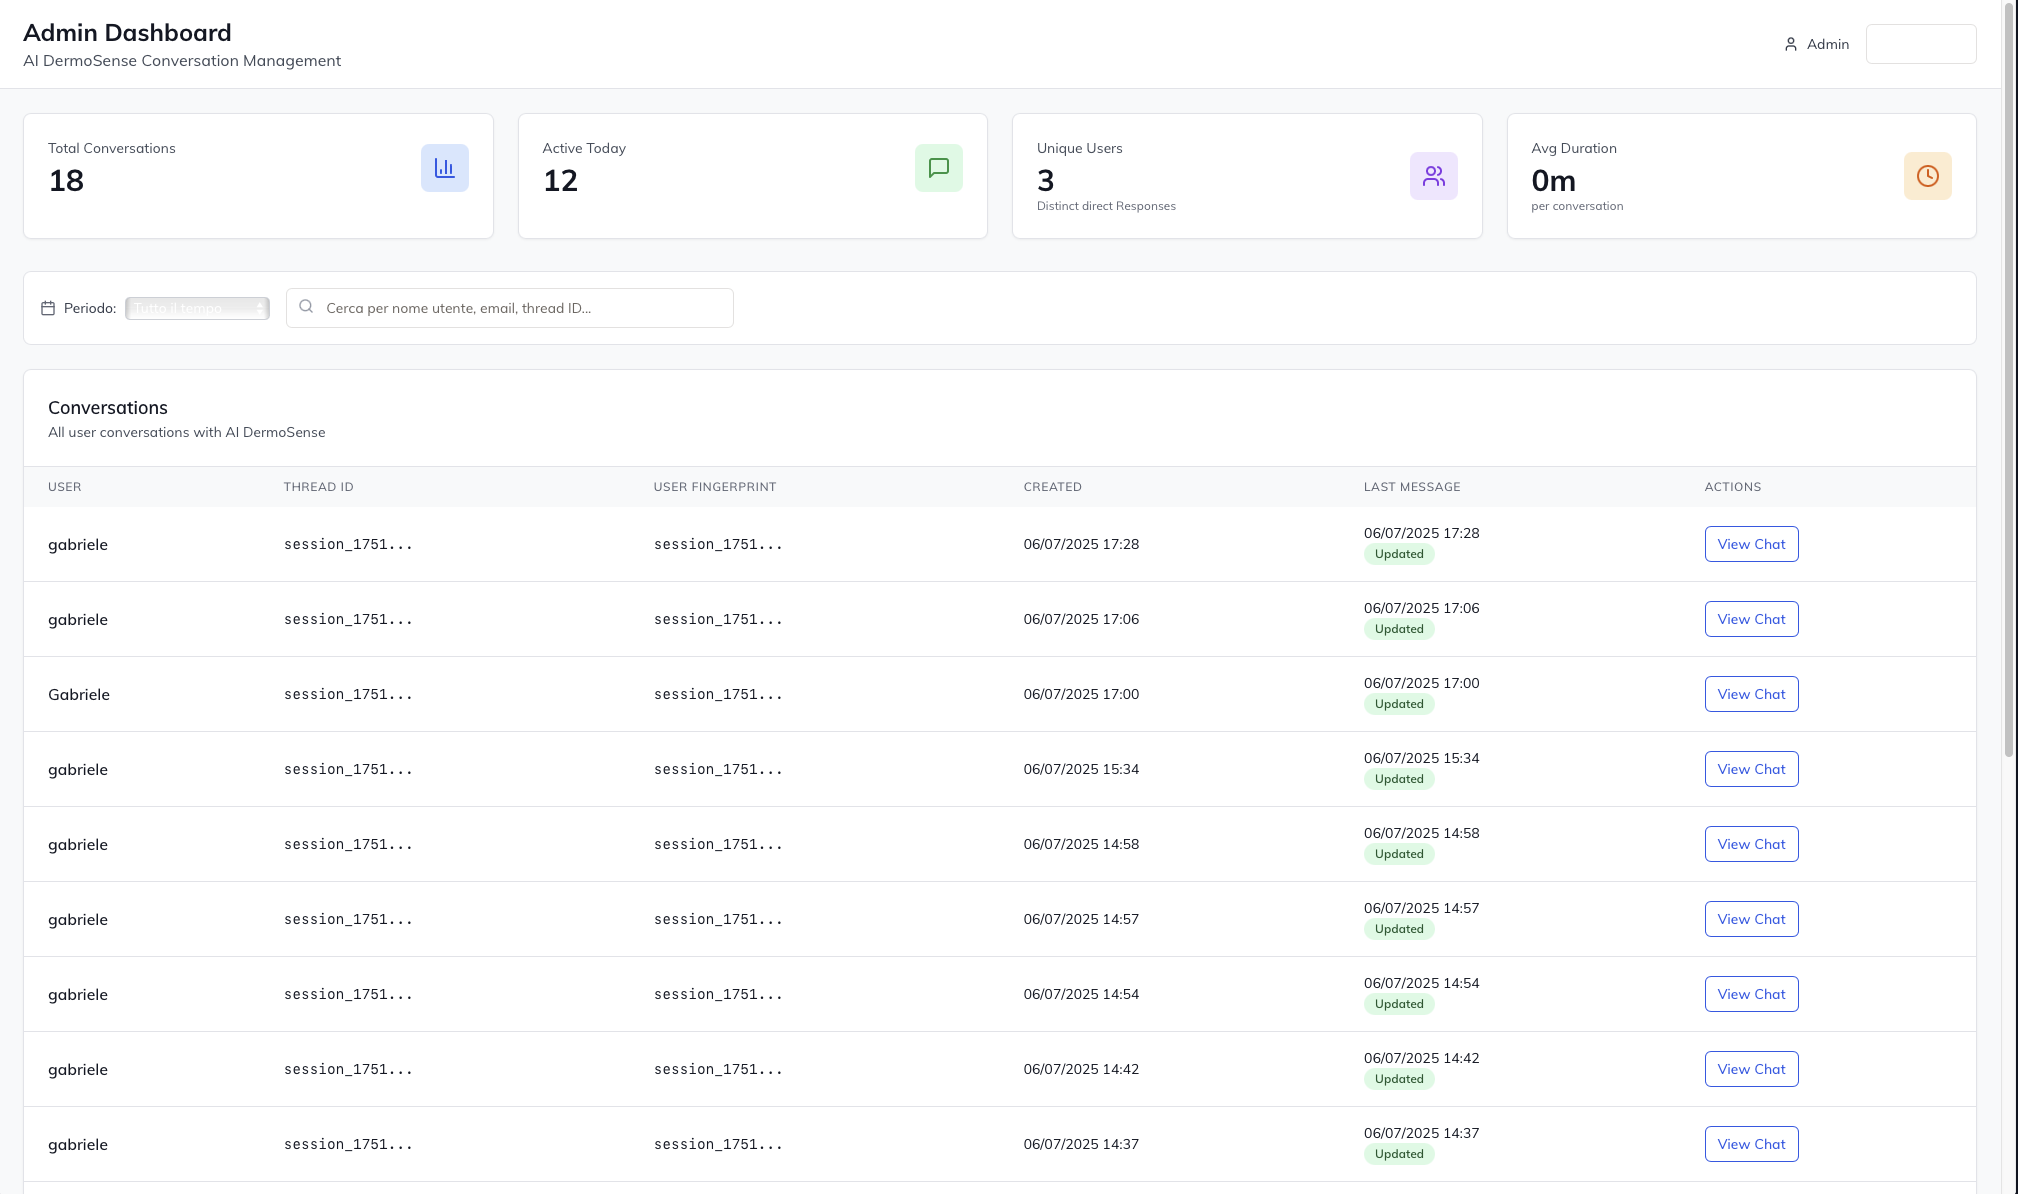 Admin Dashboard
AI DermoSense Conversation Management
Admin
Total Conversations
18
Active Today
12
Unique Users
3
Distinct direct Responses
Avg Duration
0m
per conversation
Periodo:
Tutto il tempo
Cerca per nome utente, email, thread ID...
Conversations
All user conversations with AI DermoSense
USER THREAD ID USER FINGERPRINT CREATED LAST MESSAGE ACTIONS
gabriele session_1751... session_1751... 06/07/2025 17:28 06/07/2025 17:28 View Chat
Updated
gabriele session_1751... session_1751... 06/07/2025 17:06 06/07/2025 17:06 View Chat
Updated
Gabriele session_1751... session_1751... 06/07/2025 17:00 06/07/2025 17:00 View Chat
Updated
gabriele session_1751... session_1751... 06/07/2025 15:34 06/07/2025 15:34 View Chat
Updated
gabriele session_1751... session_1751... 06/07/2025 14:58 06/07/2025 14:58 View Chat
Updated
gabriele session_1751... session_1751... 06/07/2025 14:57 06/07/2025 14:57 View Chat
Updated
gabriele session_1751... session_1751... 06/07/2025 14:54 06/07/2025 14:54 View Chat
Updated
gabriele session_1751... session_1751... 06/07/2025 14:42 06/07/2025 14:42 View Chat
Updated
gabriele session_1751... session_1751... 06/07/2025 14:37 06/07/2025 14:37 View Chat
Updated